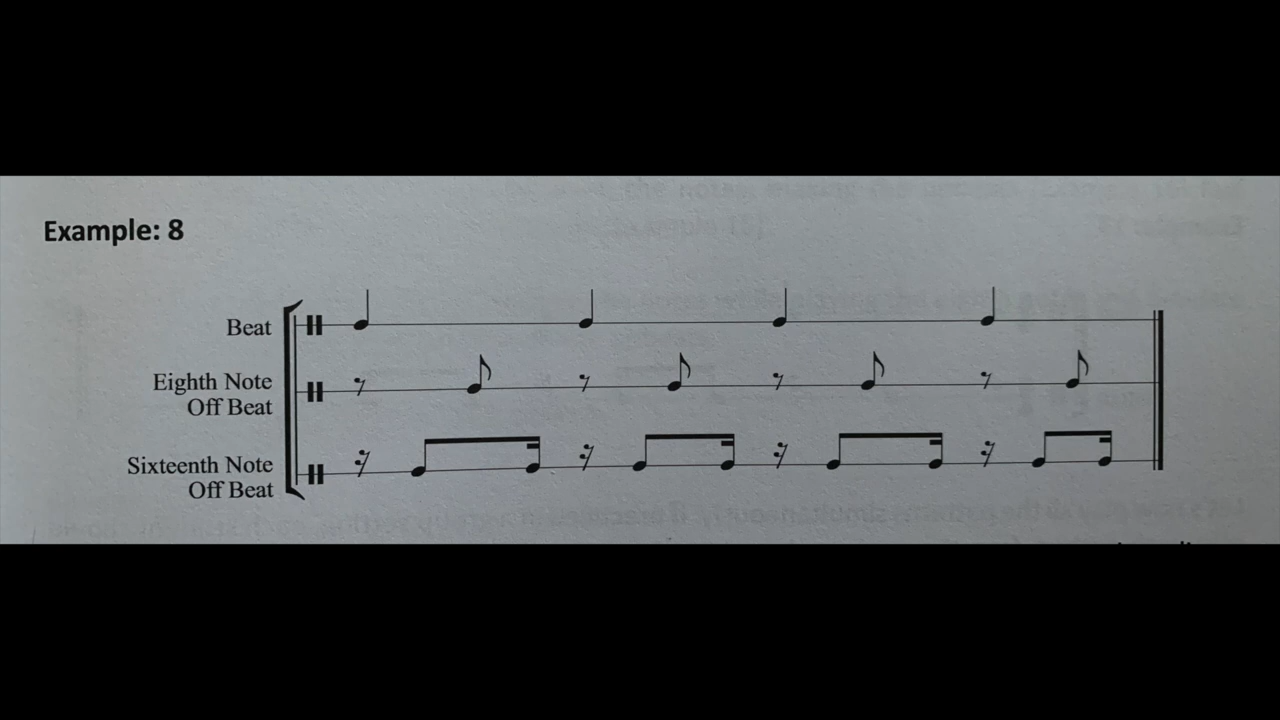 Example: 8
Beat
Eighth Note
Off Beat
Sixteenth Note
Off Beat